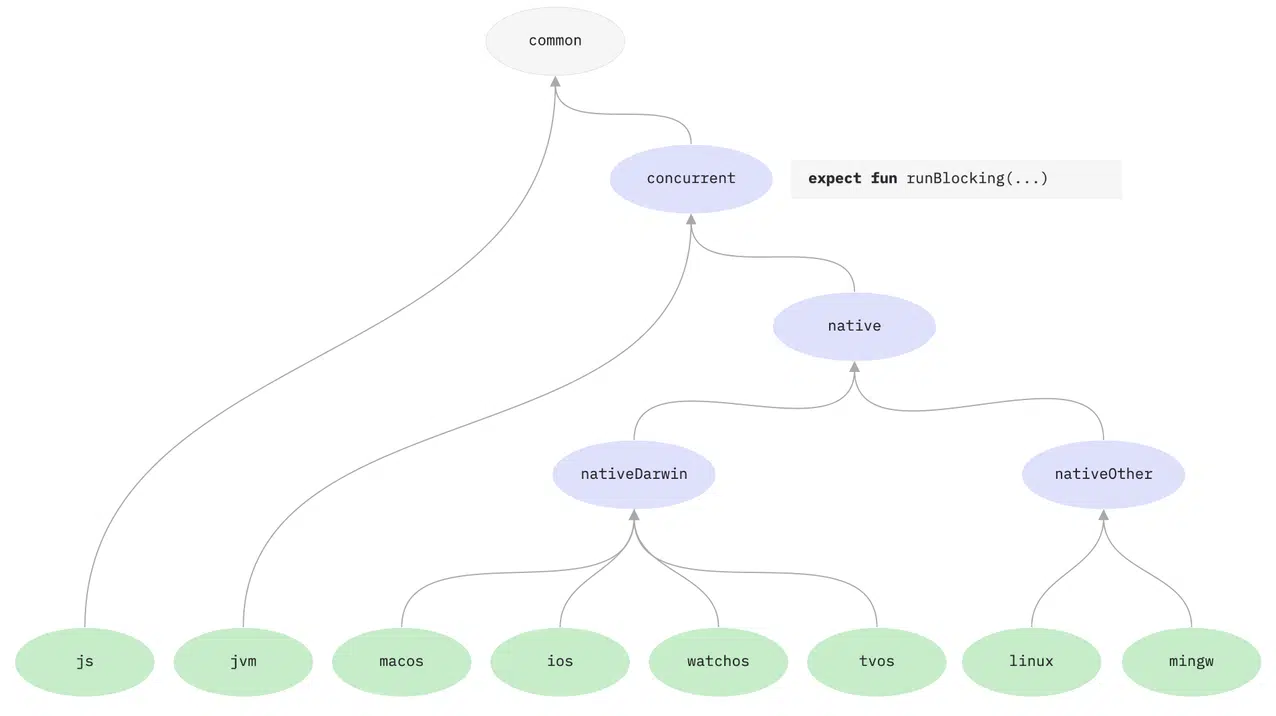 common
concurrent
expect fun runBlocking(...)
native
nativeDarwin
nativeOther
js
jvm
macos
ios
watchos
tvos
linux
mingw